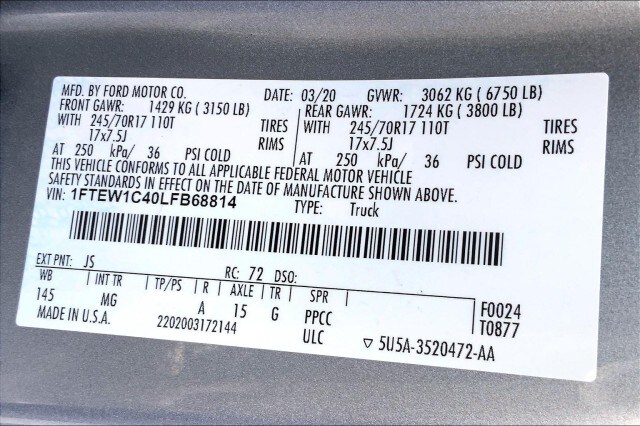 MFD. BY FORD MOTOR CO. DATE: 03/20 GVWR: 3062 KG ( 6750 LB)
FRONT GAWR: 1429 KG ( 3150 LB) REAR GAWR: 1724 KG ( 3800 LB)
WITH 245/70R17 110T TIRES WITH 245/70R17 110T TIRES
17x7.5J RIMS 17x7.5J RIMS
AT 250 kPa/ 36 PSI COLD AT 250 kPa/ 36 PSI COLD
THIS VEHICLE CONFORMS TO ALL APPLICABLE FEDERAL MOTOR VEHICLE
SAFETY STANDARDS IN EFFECT ON THE DATE OF MANUFACTURE SHOWN ABOVE.
VIN: 1FTEW1C40LFB68814 TYPE: Truck
EXT PNT: JS RC: 72 DSO:
WB INT TR TP/PS R AXLE TR SPR
145 MG A 15 G PPCC F0024
MADE IN U.S.A. 2202003172144 ULC T0877
▽ 5U5A-3520472-AA